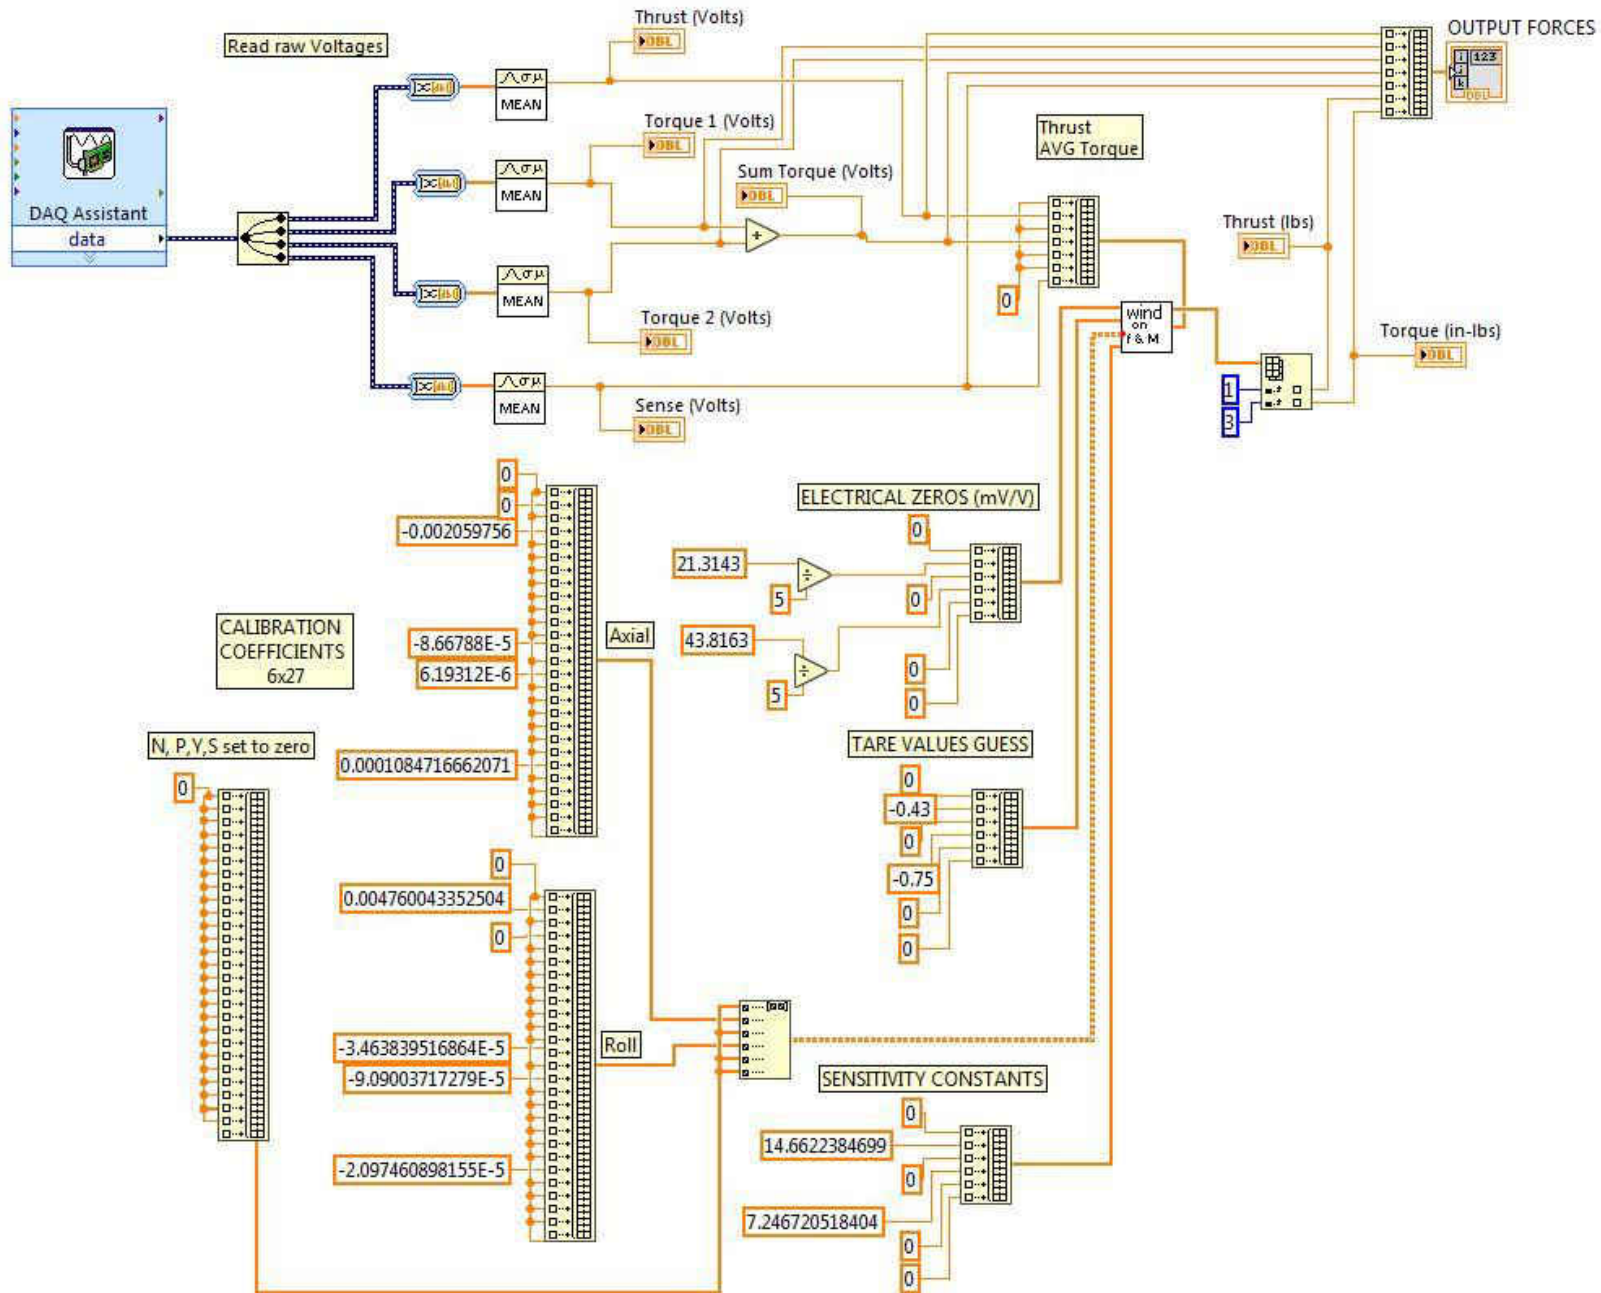 Thrust (Volts)
DBL
OUTPUT FORCES
Read raw Voltages
i 123
j
k
DBL
MEAN
Torque 1 (Volts)
DBL
Thrust
AVG Torque
Sum Torque (Volts)
DBL
MEAN
DAQ Assistant
data
+
Thrust (lbs)
DBL
MEAN
0
Torque 2 (Volts)
DBL
wind
on
f & M
Torque (in-lbs)
DBL
MEAN
1
3
Sense (Volts)
DBL
0
0
-0.002059756
ELECTRICAL ZEROS (mV/V)
0
21.3143
÷
5
0
CALIBRATION
COEFFICIENTS
6x27
-8.66788E-5
6.19312E-6
Axial
43.8163
÷
5
0
0
N, P,Y,S set to zero
0.0001084716662071
TARE VALUES GUESS
0
0
-0.43
0
-0.75
0
0
0
0.004760043352504
0
-3.463839516864E-5
-9.09003717279E-5
Roll
-2.097460898155E-5
SENSITIVITY CONSTANTS
0
14.6622384699
0
7.246720518404
0
0